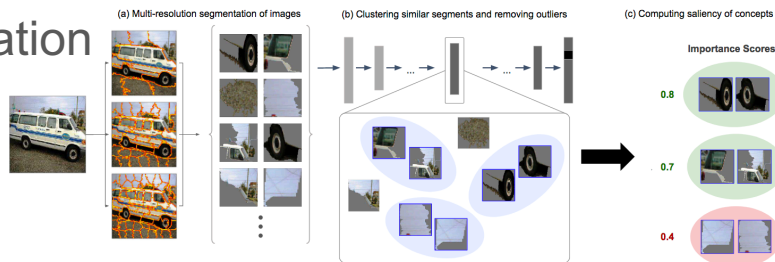 ation
(a) Multi-resolution segmentation of images
(b) Clustering similar segments and removing outliers
(c) Computing saliency of concepts
...
...
Importance Scores
0.8
0.7
0.4